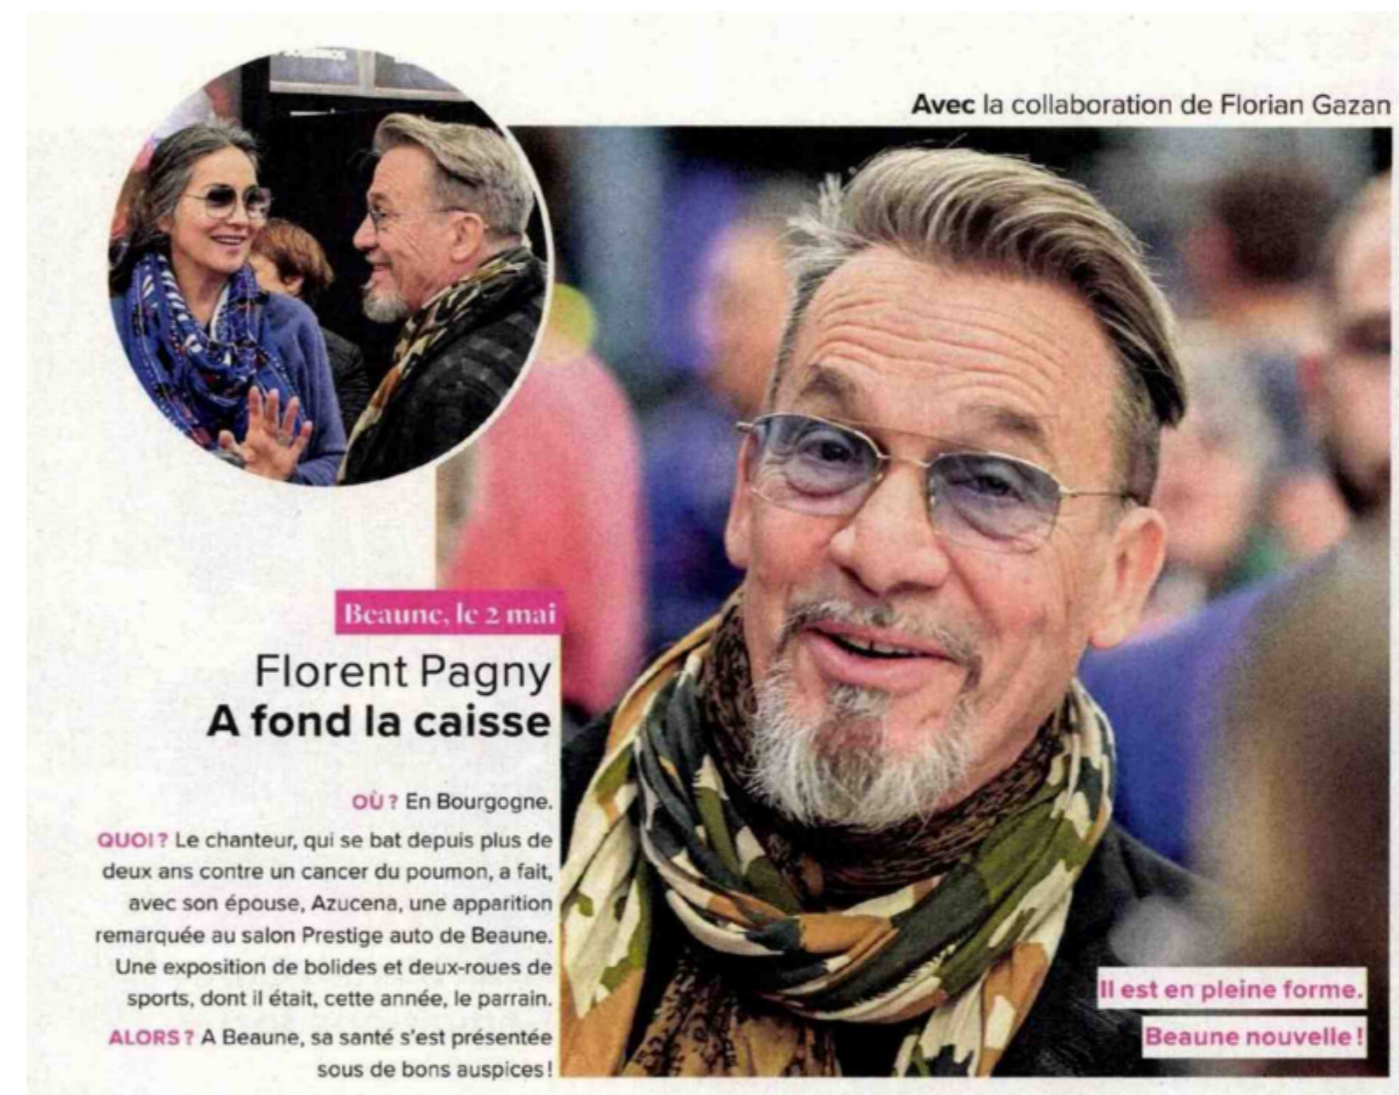 Avec la collaboration de Florian Gazan
Beaune, le 2 mai
Florent Pagny
A fond la caisse
OÙ ? En Bourgogne.
QUOI ? Le chanteur, qui se bat depuis plus de
deux ans contre un cancer du poumon, a fait,
avec son épouse, Azucena, une apparition
remarquée au salon Prestige auto de Beaune.
Une exposition de bolides et deux-roues de
sports, dont il était, cette année, le parrain.
ALORS ? A Beaune, sa santé s'est présentée
sous de bons auspices !
Il est en pleine forme.
Beaune nouvelle !